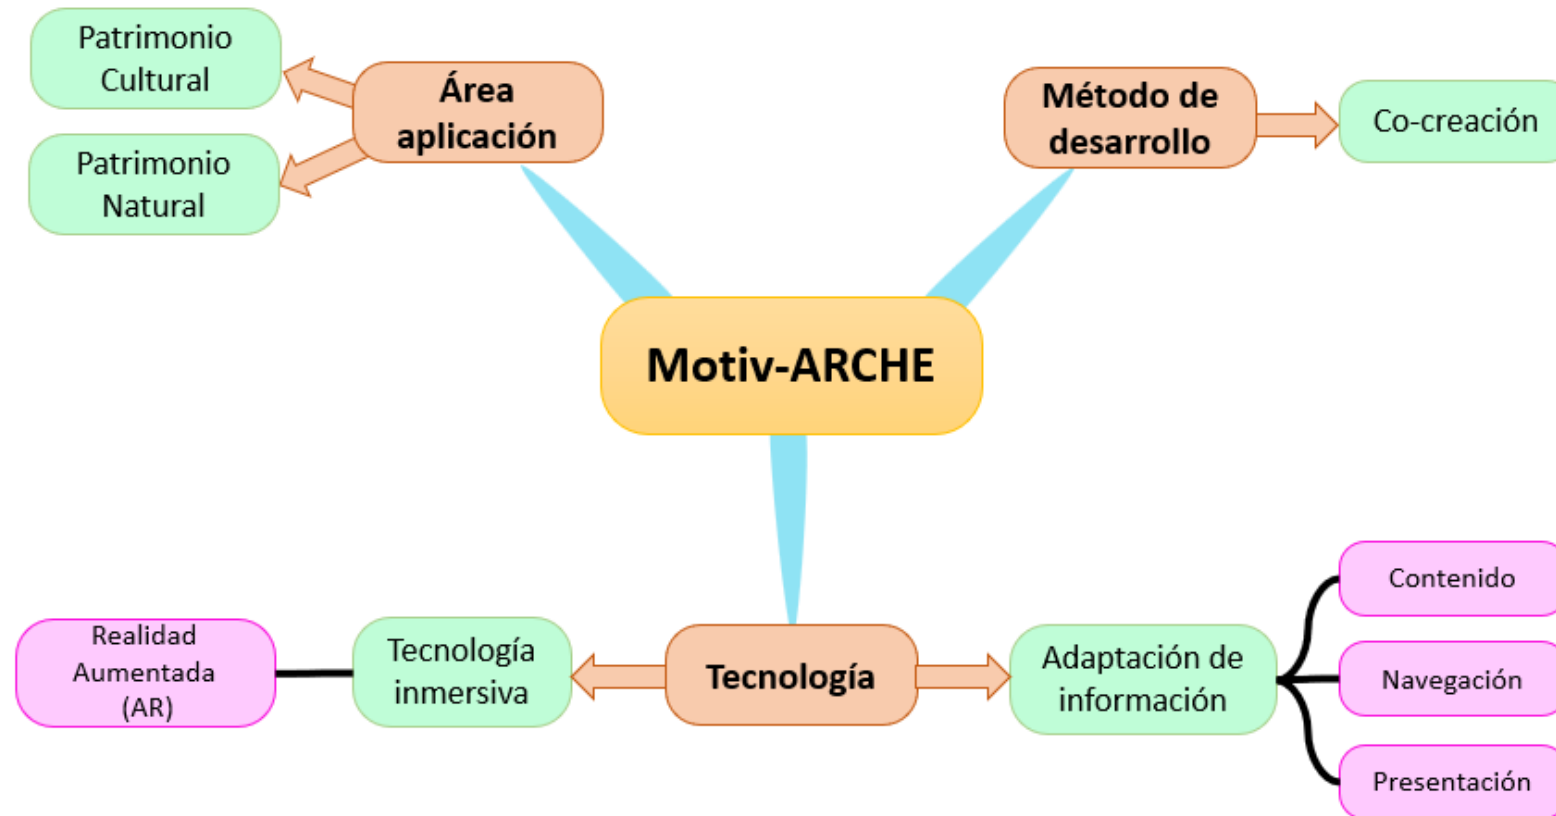 Patrimonio
Cultural
Patrimonio
Natural
Área
aplicación
Método de
desarrollo
Co-creación
Motiv-ARCHE
Realidad
Aumentada
(AR)
Tecnología
inmersiva
Tecnología
Adaptación de
información
Contenido
Navegación
Presentación